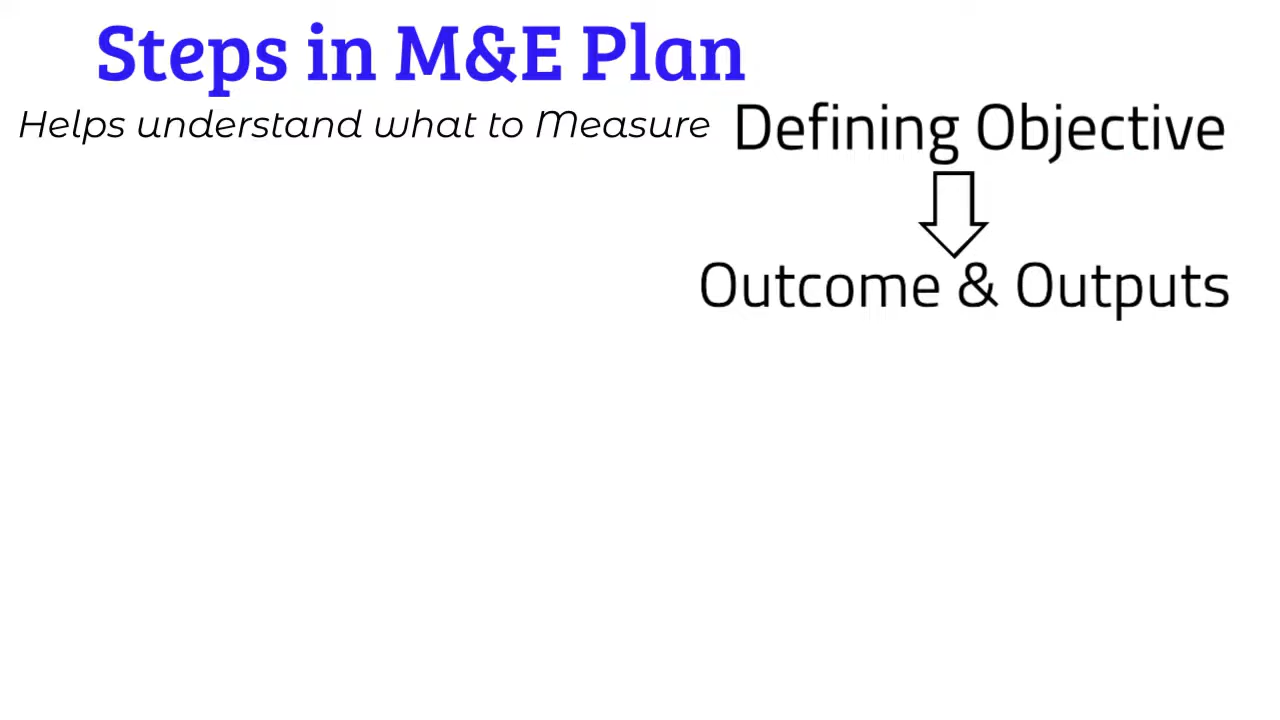 Steps in M&E Plan
Helps understand what to Measure
Defining Objective
Outcome & Outputs